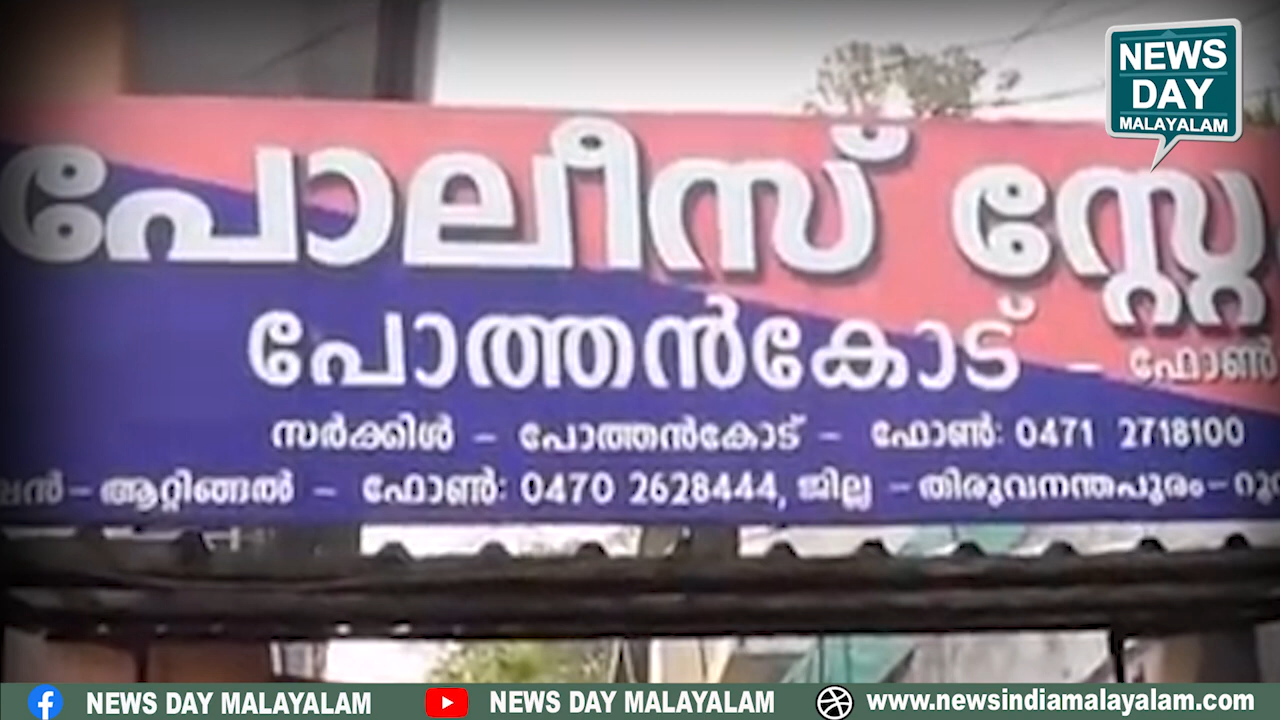 NEWS
DAY
MALAYALAM
പോലീസ്
പോത്തൻകോട് - ഫോൺ
സർക്കിൾ - പോത്തൻകോട് - ഫോൺ: 0471 2718100
ആറ്റിങ്ങൽ - ഫോൺ: 0470 2628444, ജില്ല - തിരുവനന്തപുരം-
NEWS DAY MALAYALAM
NEWS DAY MALAYALAM
www.newsindiamalayalam.com